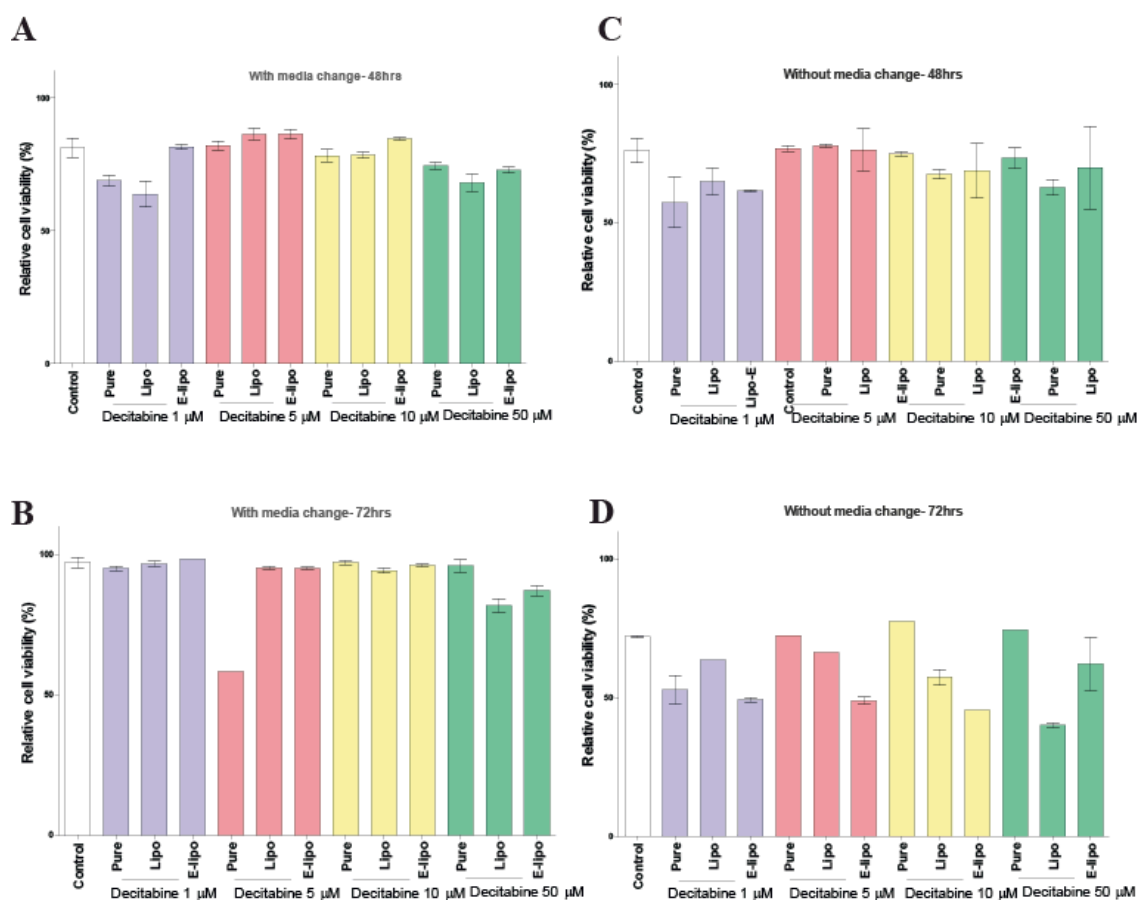 A
With media change- 48hrs
Relative cell viability (%)
100
50
0
Control
Pure
Lipo
E-lipo
Pure
Lipo
E-lipo
Pure
Lipo
E-lipo
Pure
Lipo
E-lipo
Decitabine 1 μM
Decitabine 5 μM
Decitabine 10 μM
Decitabine 50 μM
C
Without media change- 48hrs
Relative cell viability (%)
100
50
0
Control
Pure
Lipo
Lipo-E
Control
Pure
Lipo
E-lipo
Pure
Lipo
E-lipo
Pure
Lipo
Decitabine 1 μM
Decitabine 5 μM
Decitabine 10 μM
Decitabine 50 μM
B
With media change- 72hrs
Relative cell viability (%)
100
50
0
Control
Pure
Lipo
E-lipo
Pure
Lipo
E-lipo
Pure
Lipo
E-lipo
Pure
Lipo
E-lipo
Decitabine 1 μM
Decitabine 5 μM
Decitabine 10 μM
Decitabine 50 μM
D
Without media change- 72hrs
Relative cell viability (%)
100
50
0
Control
Pure
Lipo
E-lipo
Pure
Lipo
E-lipo
Pure
Lipo
E-lipo
Pure
Lipo
E-lipo
Decitabine 1 μM
Decitabine 5 μM
Decitabine 10 μM
Decitabine 50 μM